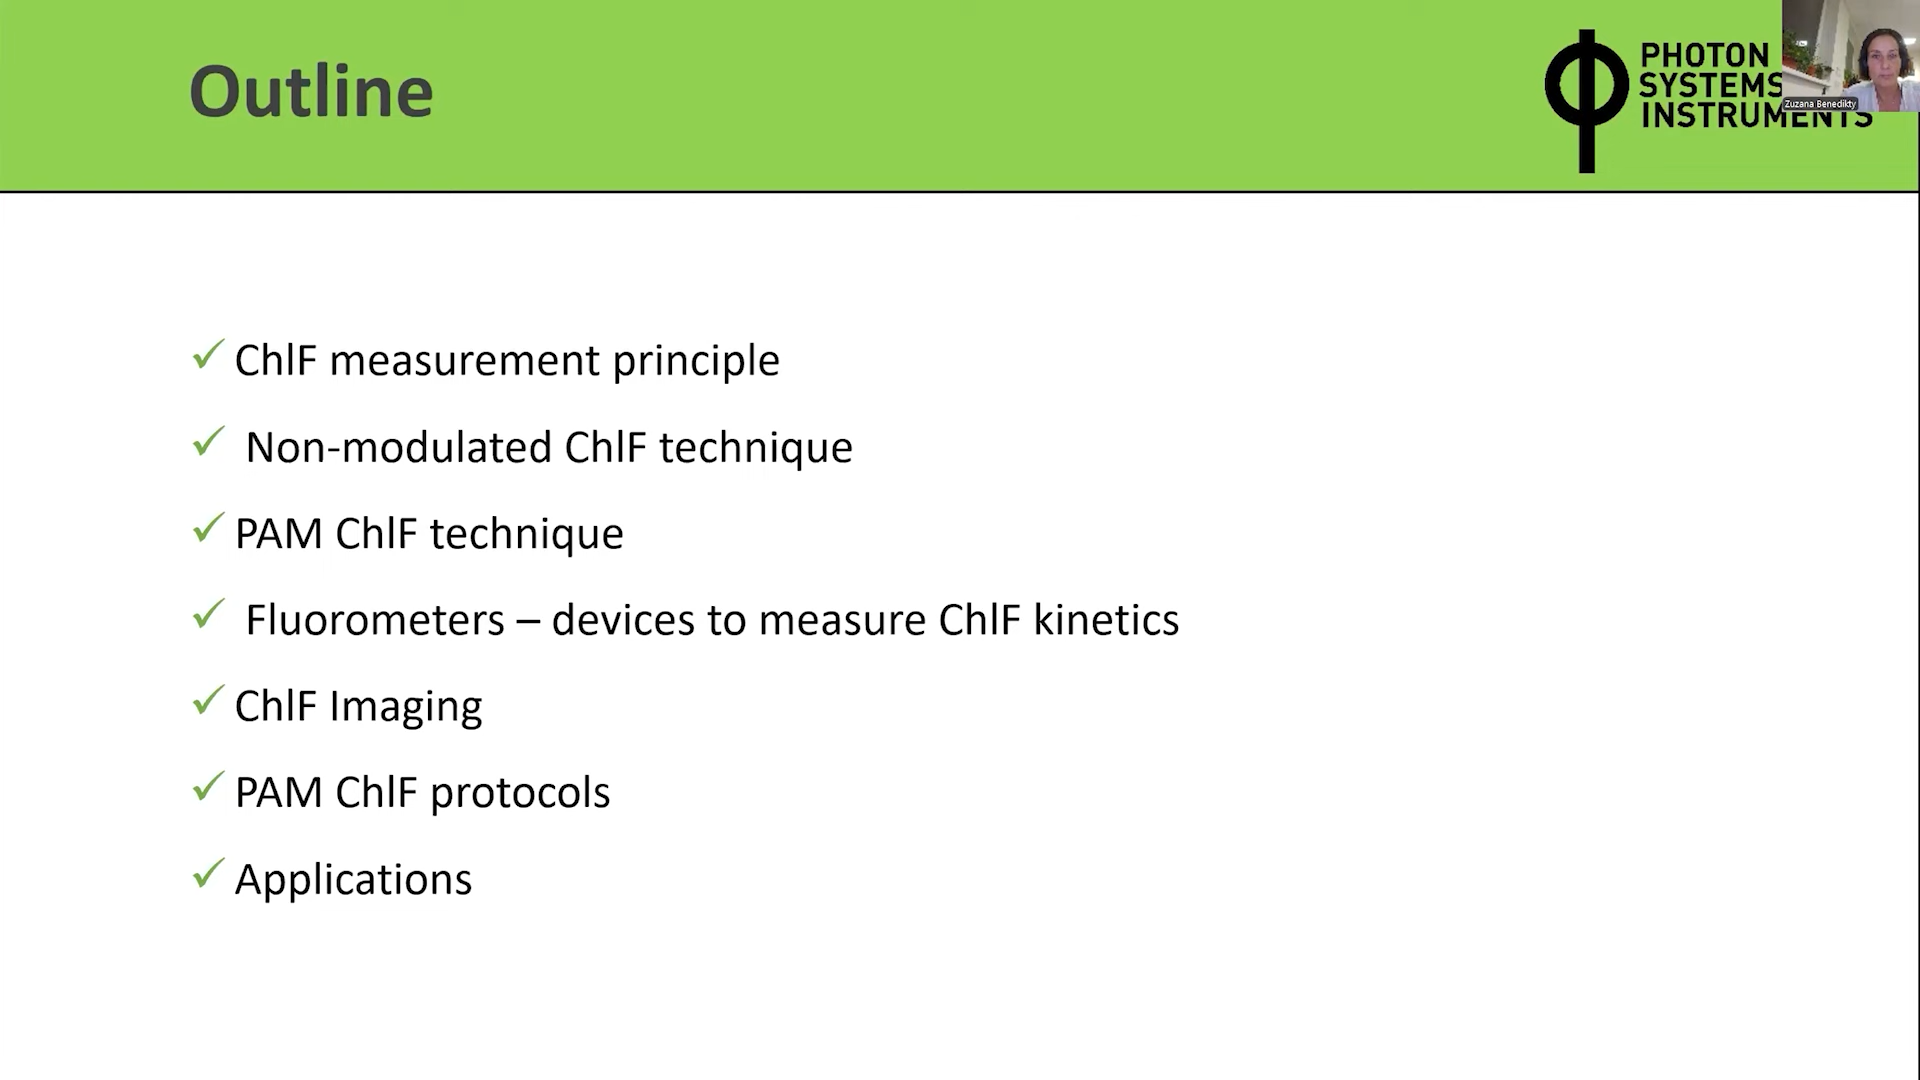 Outline
PHOTON
SYSTEMS
INSTRUMENTS
Zuzana Benedikty
ChlF measurement principle
Non-modulated ChlF technique
PAM ChlF technique
Fluorometers – devices to measure ChlF kinetics
ChlF Imaging
PAM ChlF protocols
Applications